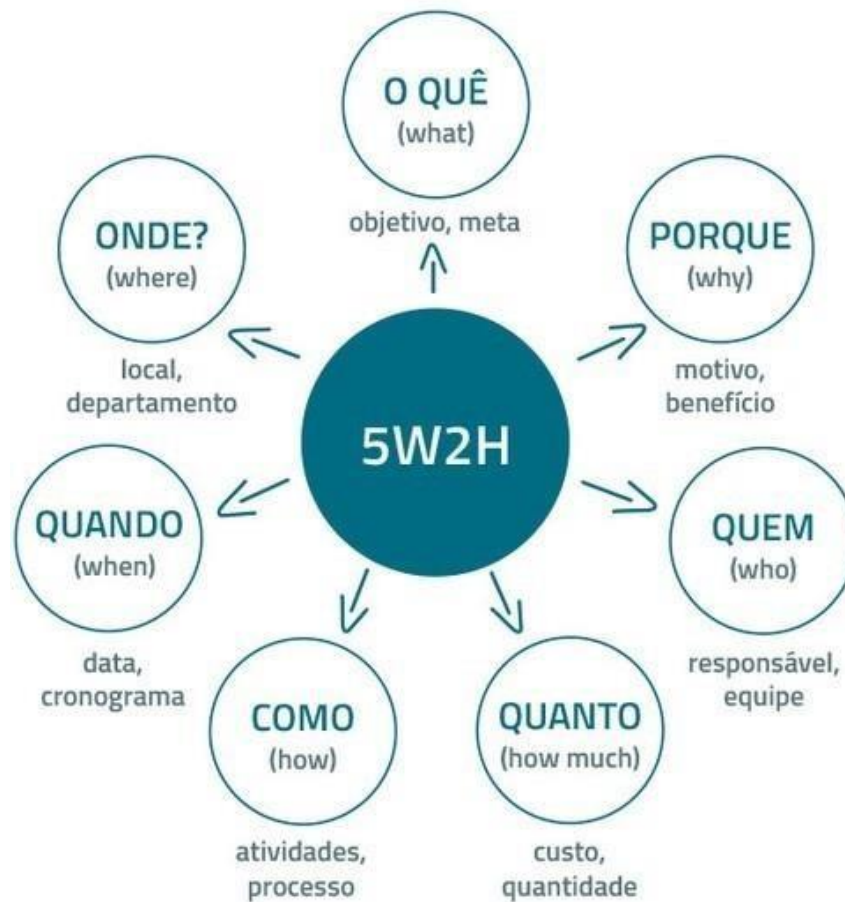 O QUÊ
(what)
objetivo, meta
ONDE?
(where)
local,
departamento
PORQUE
(why)
motivo,
benefício
5W2H
QUANDO
(when)
data,
cronograma
QUEM
(who)
responsável,
equipe
COMO
(how)
atividades,
processo
QUANTO
(how much)
custo,
quantidade